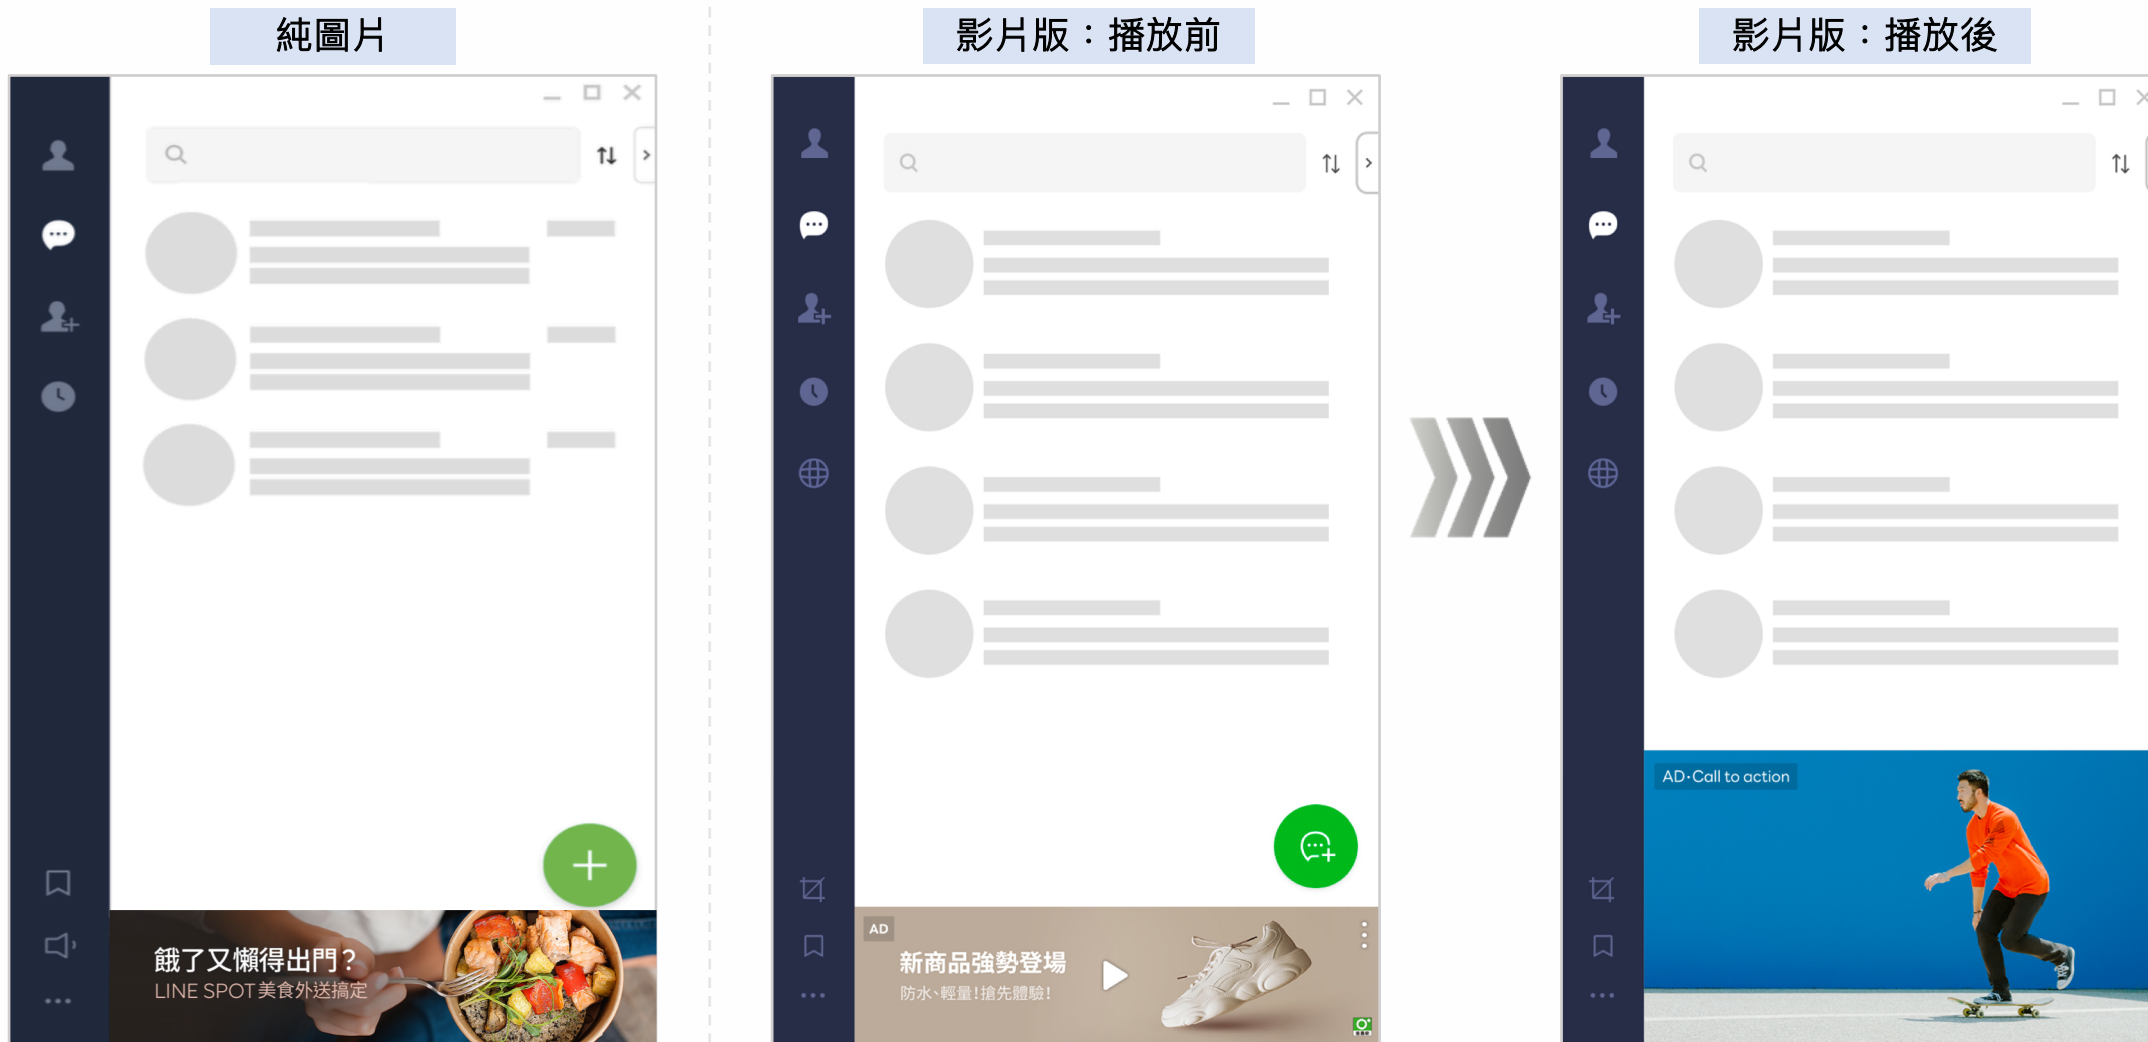 純圖片
影片版：播放前
影片版：播放後
餓了又懶得出門？
LINE SPOT美食外送搞定
AD
新商品強勢登場
防水、輕量！搶先體驗！
AD·Call to action